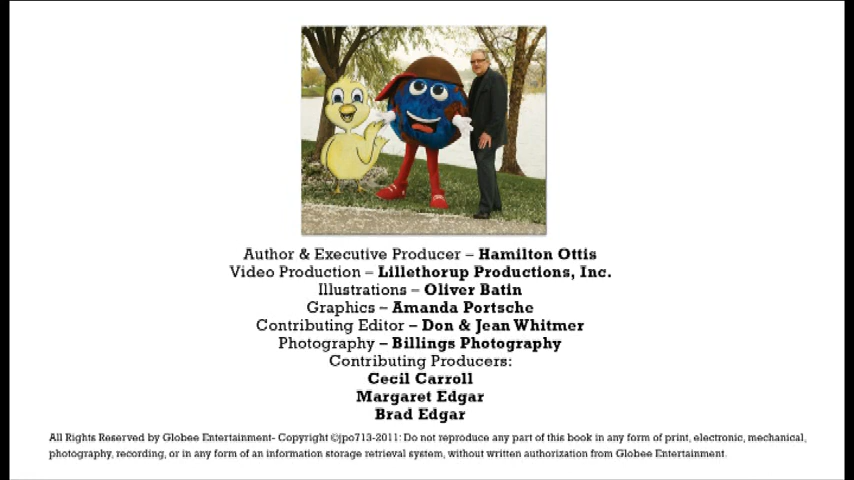 Author & Executive Producer – Hamilton Ottis
Video Production – Lillethorup Productions, Inc.
Illustrations – Oliver Batin
Graphics – Amanda Portsche
Contributing Editor – Don & Jean Whitmer
Photography – Billings Photography
Contributing Producers:
Cecil Carroll
Margaret Edgar
Brad Edgar
All Rights Reserved by Globee Entertainment- Copyright ©jpo713-2011: Do not reproduce any part of this book in any form of print, electronic, mechanical,
photography, recording, or in any form of an information storage retrieval system, without written authorization from Globee Entertainment.